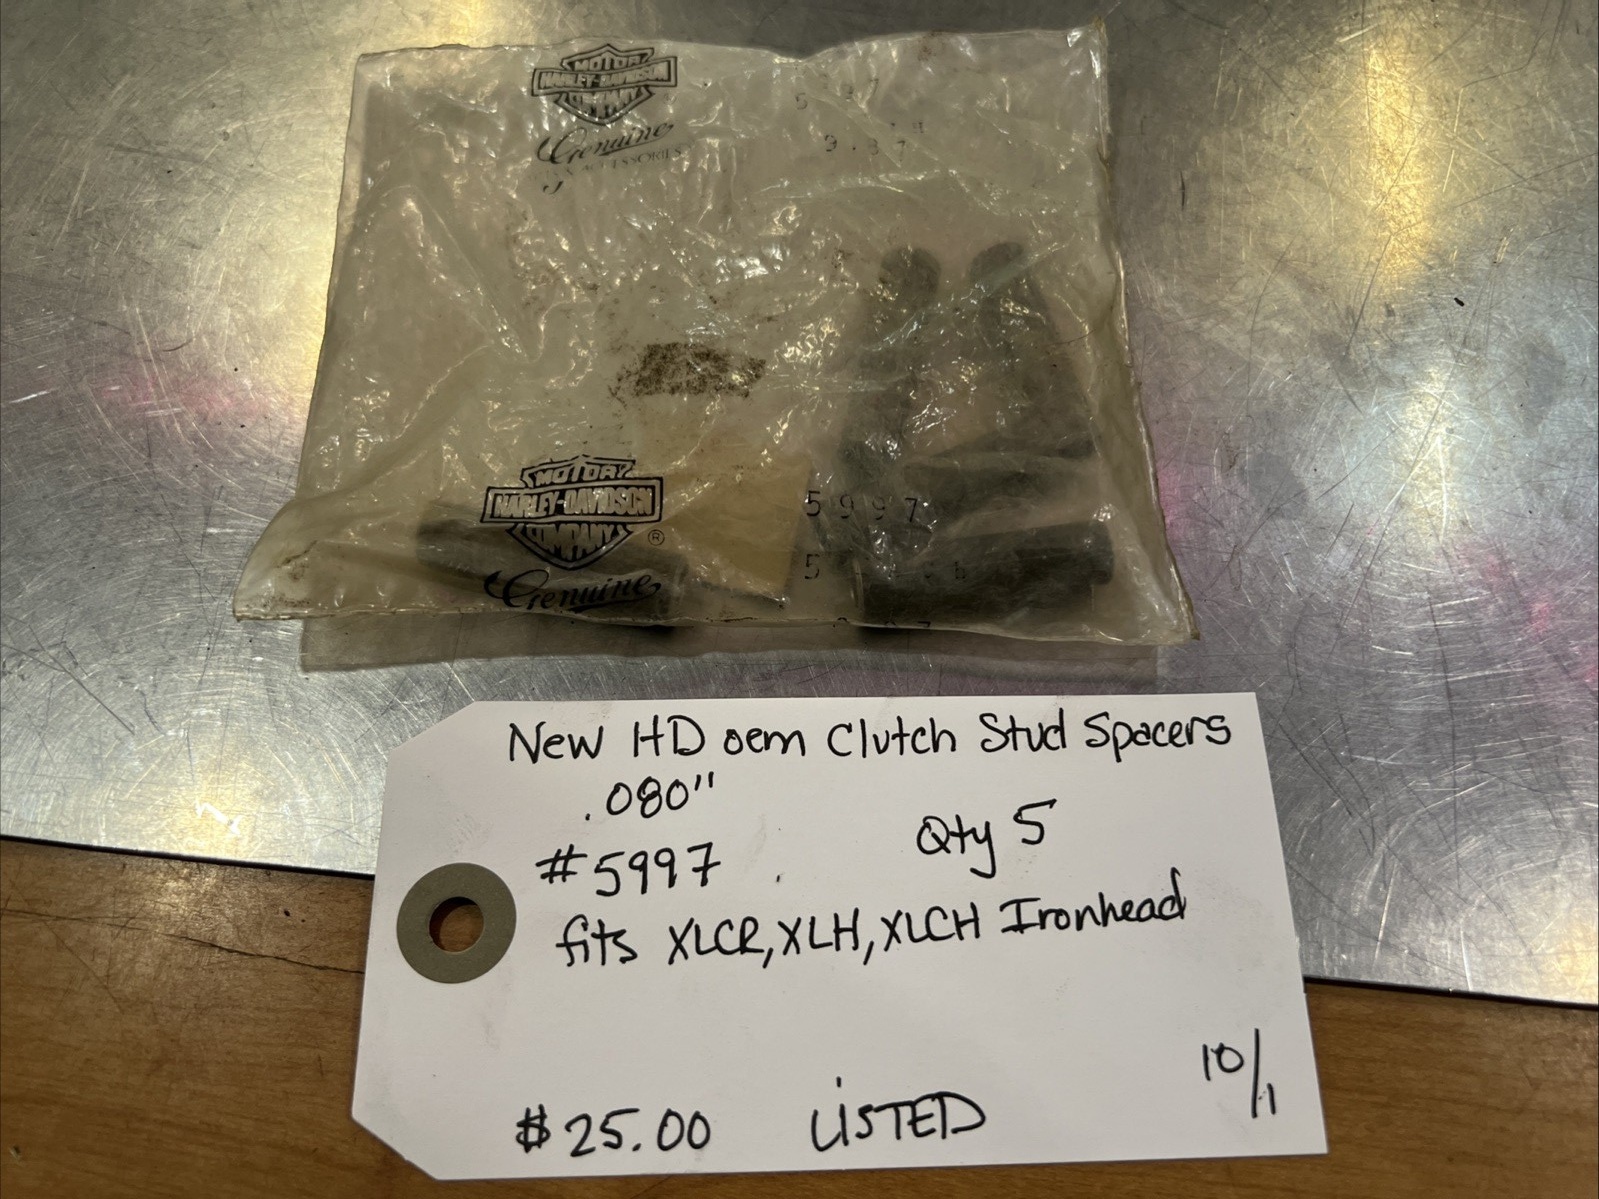 MOTOR
HARLEY-DAVIDSON
COMPANY
Genuine
ACCESSORIES
MOTOR
HARLEY-DAVIDSON
COMPANY
®
Genuine
5997
New HD oem Clutch Stud Spacers
.080"
#5997 Qty 5
fits XLCR, XLH, XLCH Ironhead
$25.00 LiSTED 10/1